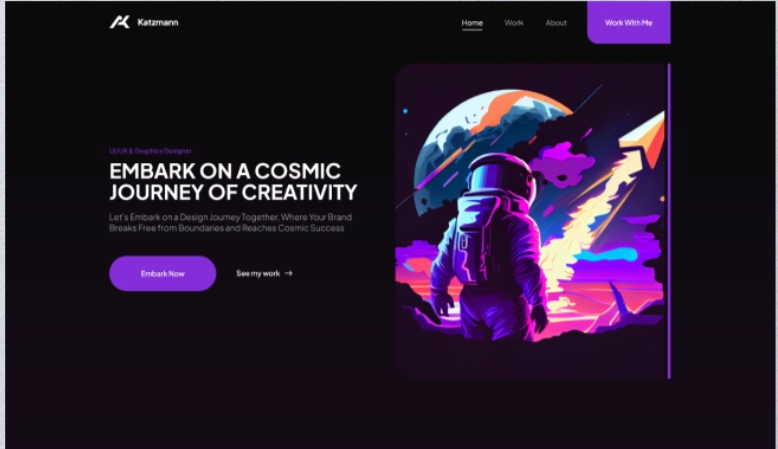 Katzmann
Home
Work
About
Work With Me
UI/UX & Graphics Designer
EMBARK ON A COSMIC
JOURNEY OF CREATIVITY
Let's Embark on a Design Journey Together, Where Your Brand
Breaks Free from Boundaries and Reaches Cosmic Success
Embark Now
See my work →